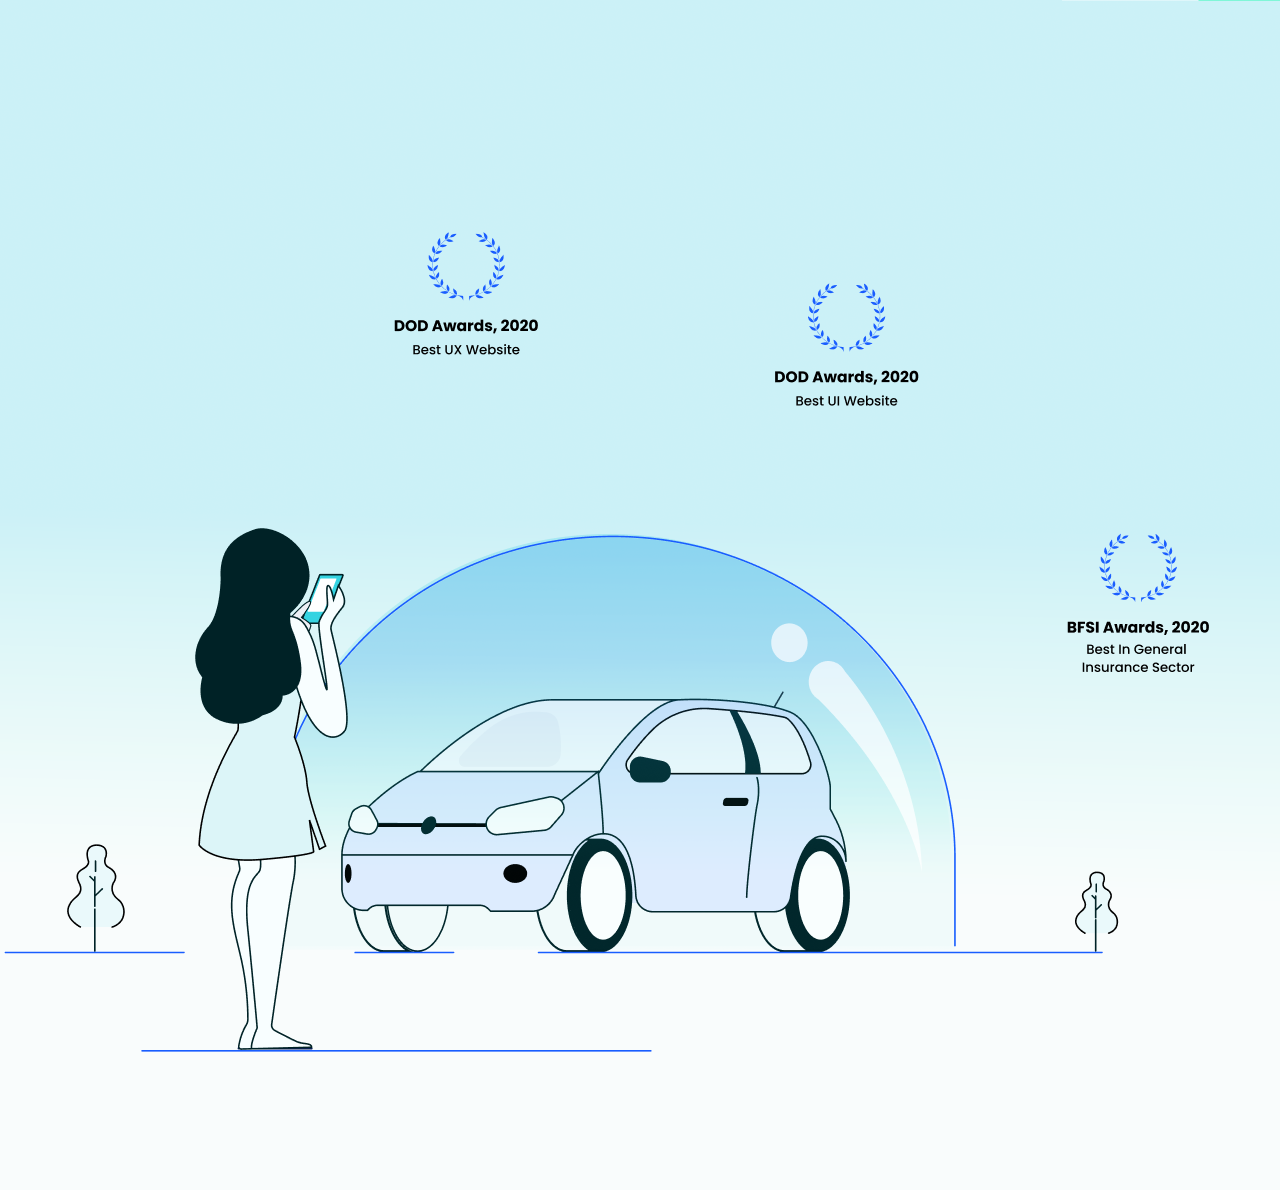 DOD Awards, 2020
Best UX Website
DOD Awards, 2020
Best UI Website
BFSI Awards, 2020
Best In General
Insurance Sector